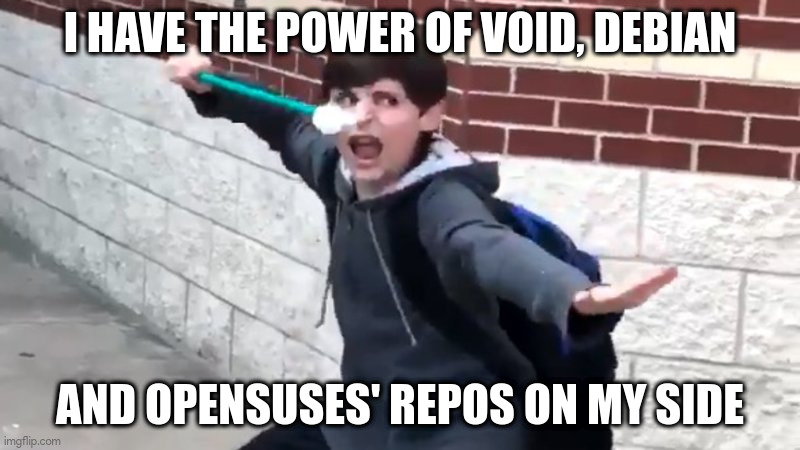 I HAVE THE POWER OF VOID, DEBIAN
AND OPENSUSES' REPOS ON MY SIDE
imgflip.com